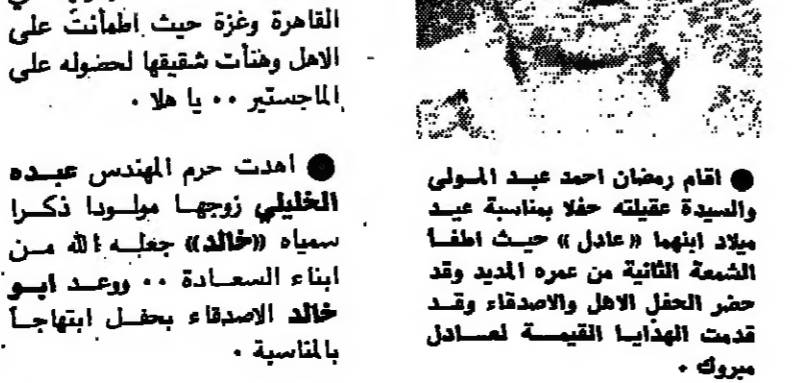 ● اقام رمضان احمد عبد المولى
والسيدة عقيلته حفلا بمناسبة عيد
ميلاد ابنهما «عادل» حيث اطفأ
الشمعة الثانية من عمره المديد وقد
حضر الحفل الاهل والاصدقاء وقد
قدمت الهدايا القيمة لعادل
مبروك .
القاهرة وغزة حيث اطمأنت على
الاهل وهنأت شقيقها لحضوله على
الماجستير .. يا هلا .
● اهدت حرم المهندس عبده
الخليلي زوجها مولودا ذكرا
سمياه «خالد» جعله الله من
ابناء السعادة .. ووعد ابو
خالد الاصدقاء بحفل ابتهاجاً
بالمناسبة .